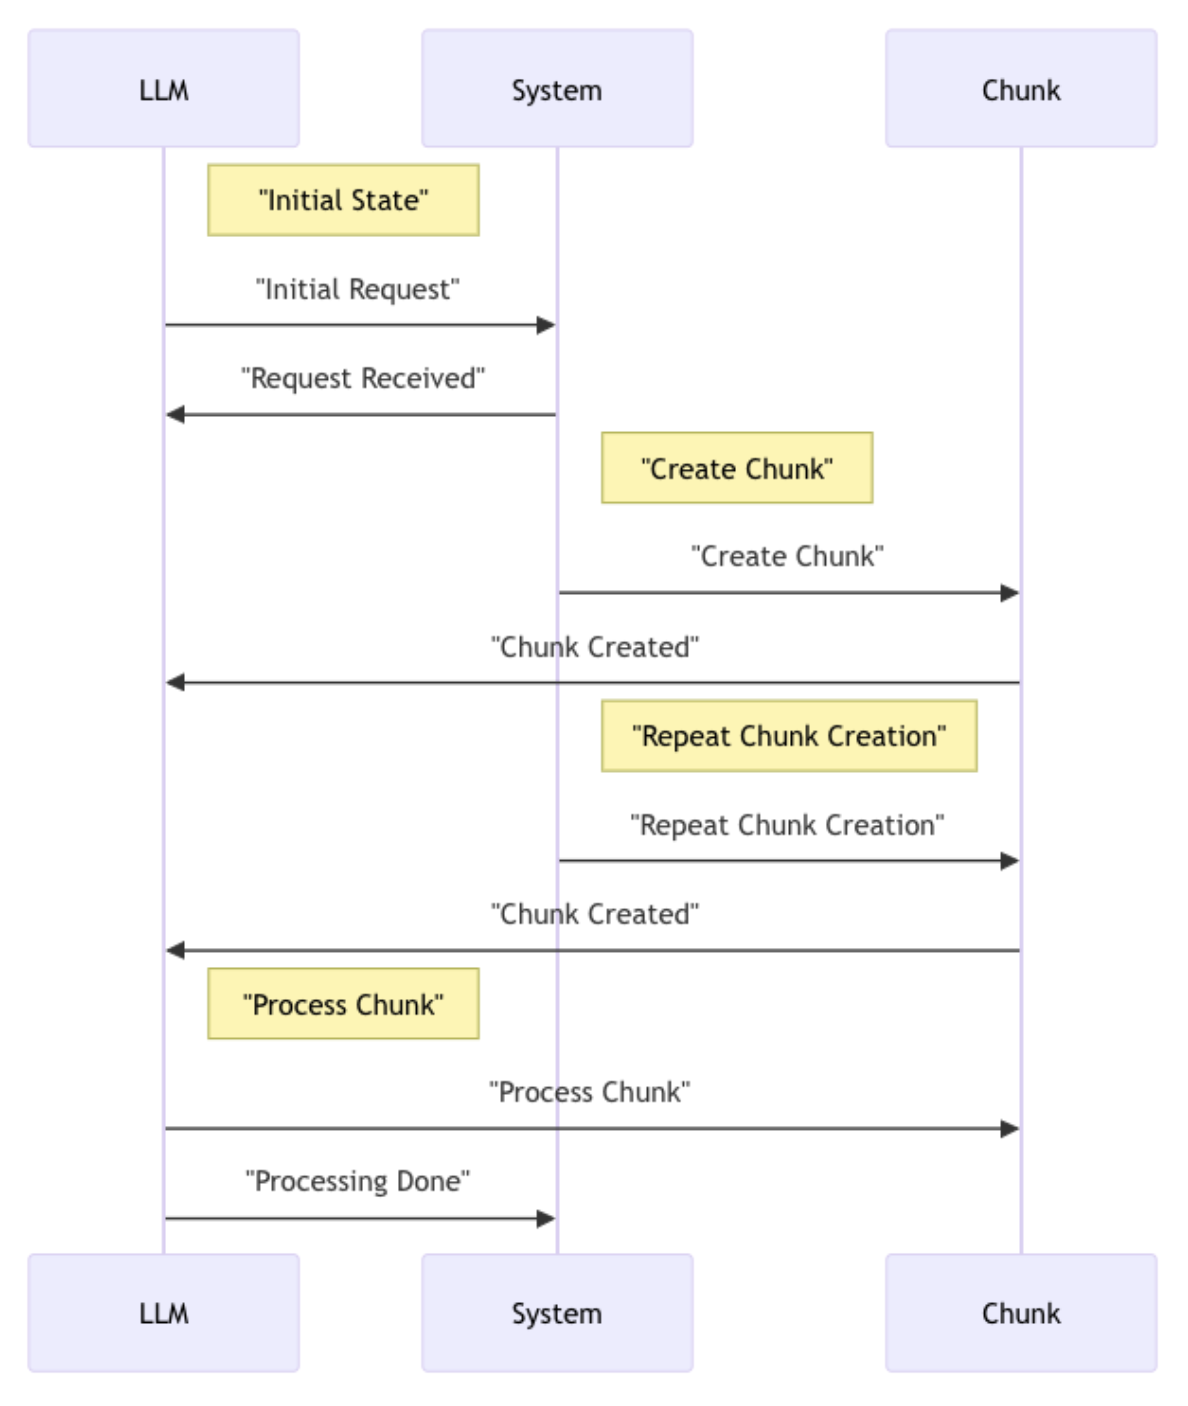 LLM
System
Chunk
"Initial State"
"Initial Request"
"Request Received"
"Create Chunk"
"Create Chunk"
"Chunk Created"
"Repeat Chunk Creation"
"Repeat Chunk Creation"
"Chunk Created"
"Process Chunk"
"Process Chunk"
"Processing Done"
LLM
System
Chunk